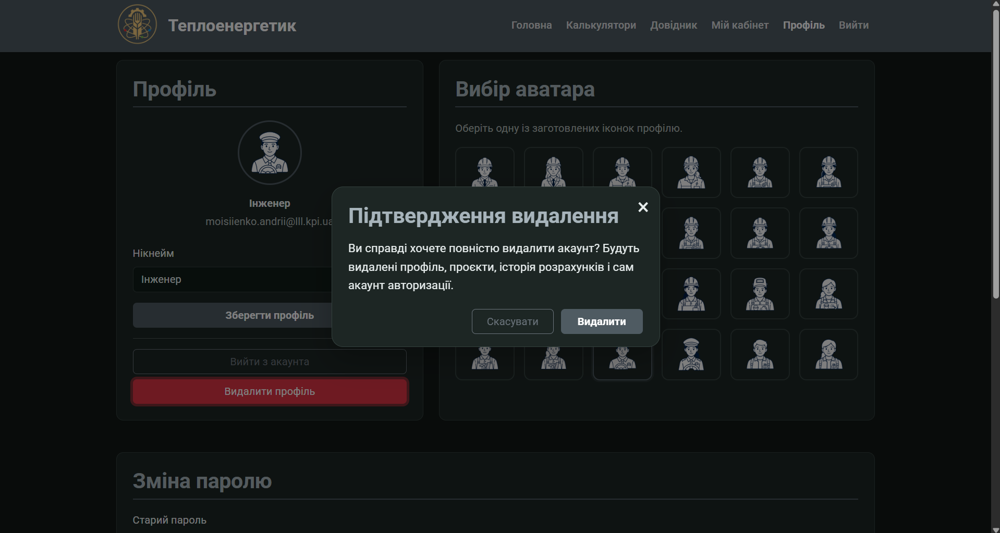 Теплоенергетик
Головна
Калькулятори
Довідник
Мій кабінет
Профіль
Вийти
Профіль
Інженер
moisiienko.andrii@lll.kpi.ua
Нікнейм
Інженер
Зберегти профіль
Вийти з акаунта
Видалити профіль
Вибір аватара
Оберіть одну із заготовлених іконок профілю.
Підтвердження видалення
Ви справді хочете повністю видалити акаунт? Будуть
видалені профіль, проєкти, історія розрахунків і сам
акаунт авторизації.
Скасувати
Видалити
Зміна паролю
Старий пароль